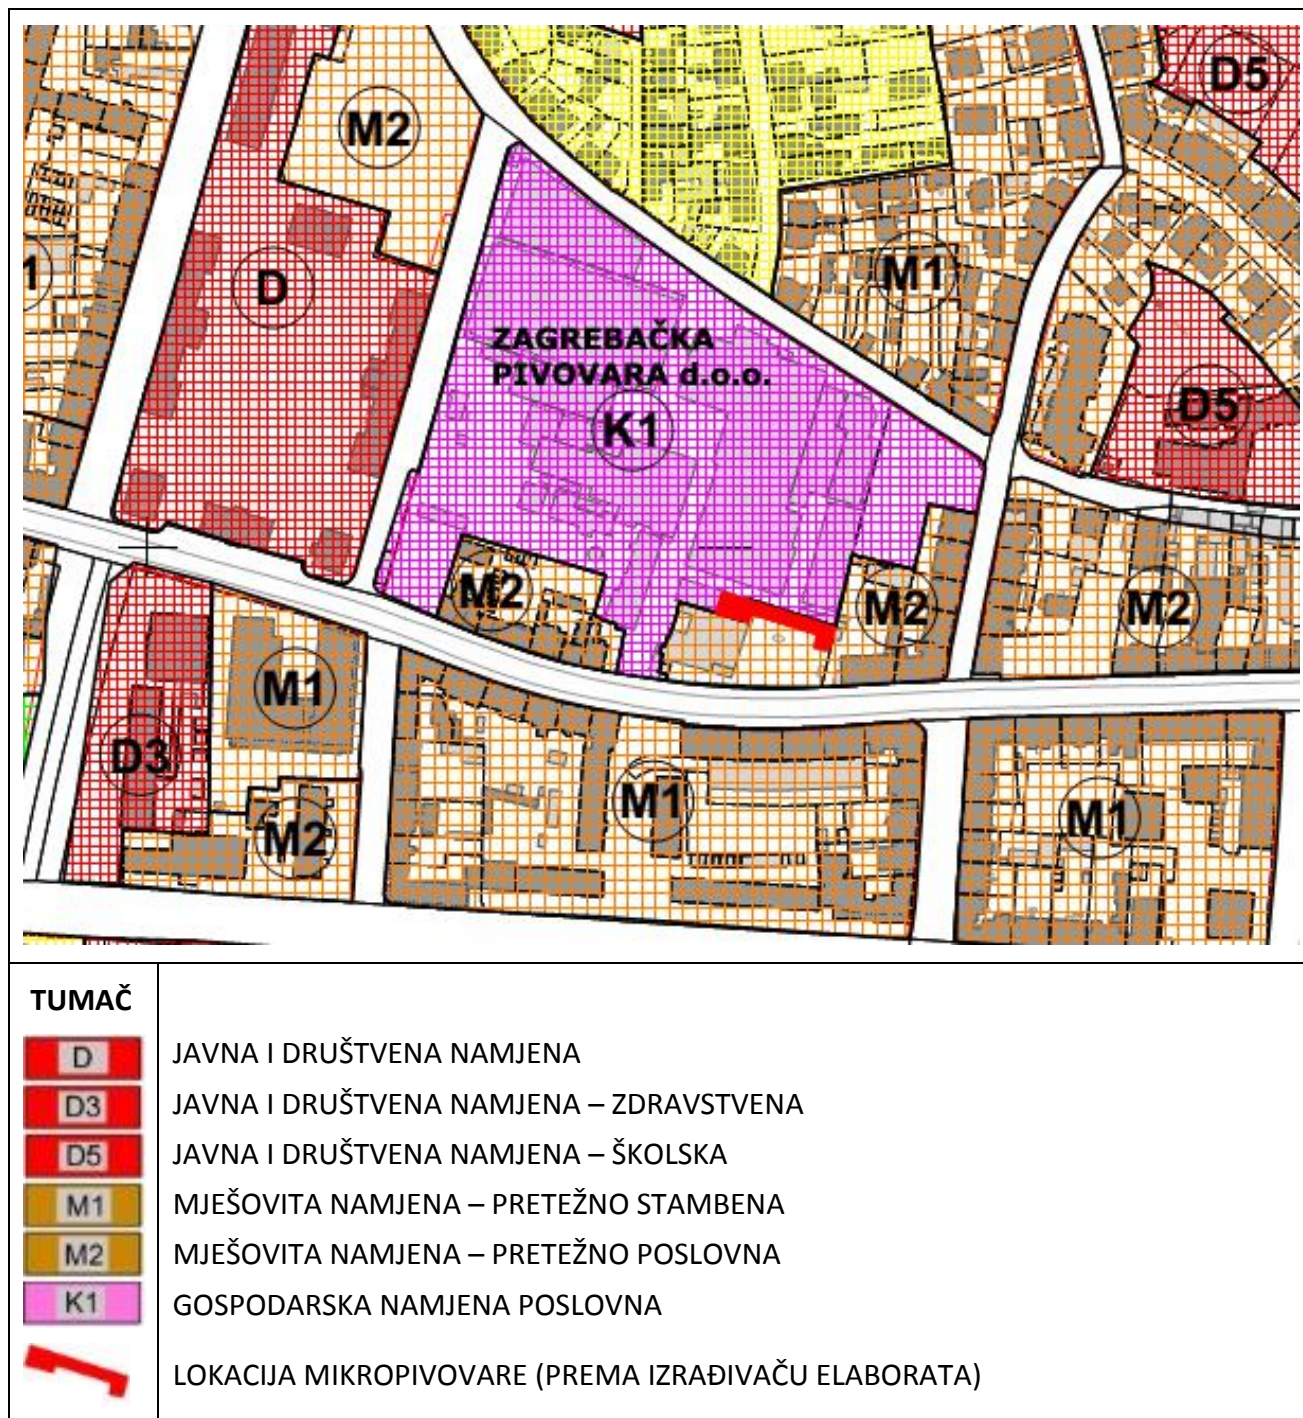 D5
M2
M1
1
D
ZAGREBAČKA
PIVOVARA d.o.o.
K1
D5
M2
M2
M2
M1
D3
M1
M1
M2
TUMAČ
D JAVNA I DRUŠTVENA NAMJENA
D3 JAVNA I DRUŠTVENA NAMJENA – ZDRAVSTVENA
D5 JAVNA I DRUŠTVENA NAMJENA – ŠKOLSKA
M1 MJEŠOVITA NAMJENA – PRETEŽNO STAMBENA
M2 MJEŠOVITA NAMJENA – PRETEŽNO POSLOVNA
K1 GOSPODARSKA NAMJENA POSLOVNA
LOKACIJA MIKROPIVOVARE (PREMA IZRAĐIVAČU ELABORATA)